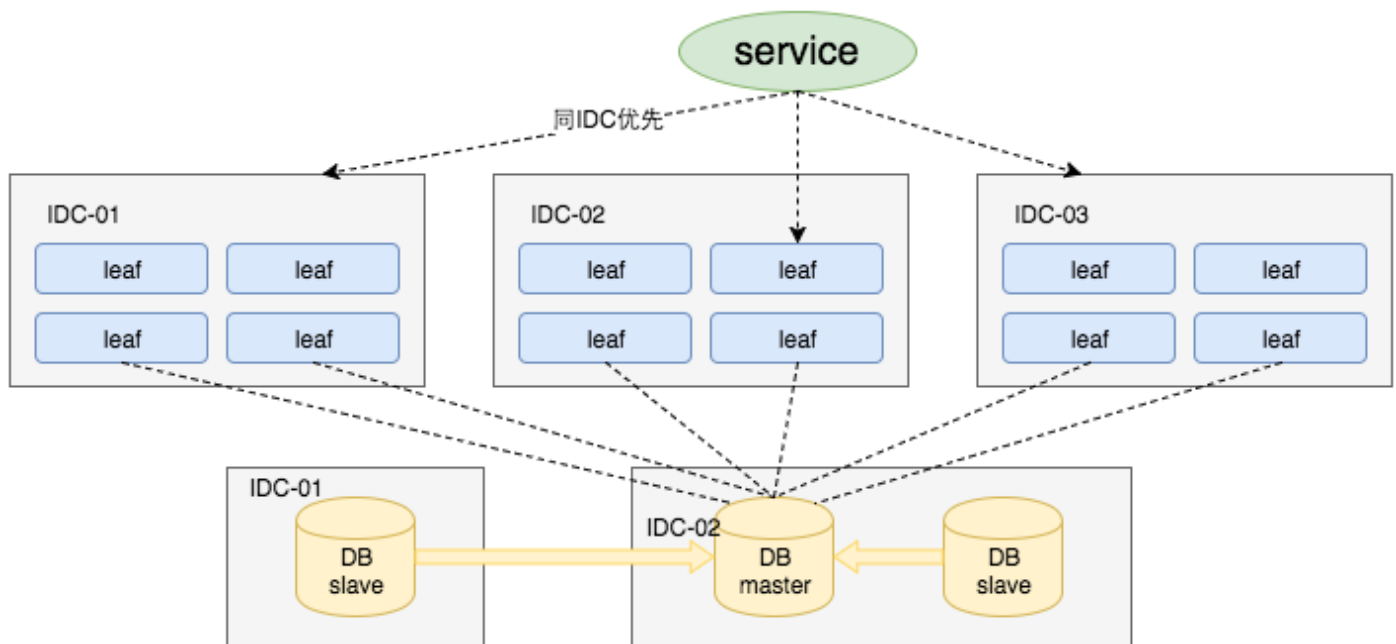 service
同IDC优先
IDC-01
IDC-02
IDC-03
leaf
leaf
leaf
leaf
leaf
leaf
leaf
leaf
leaf
leaf
leaf
leaf
IDC-01
IDC-02
DB
slave
DB
master
DB
slave